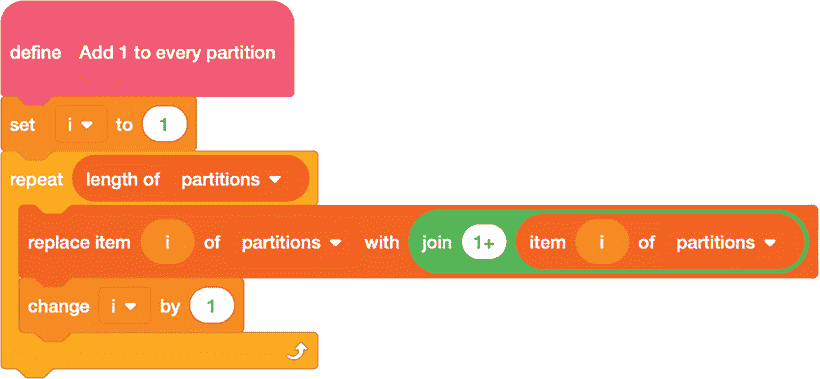 define Add 1 to every partition
set i to 1
repeat length of partitions
replace item i of partitions with join 1+ item i of partitions
change i by 1